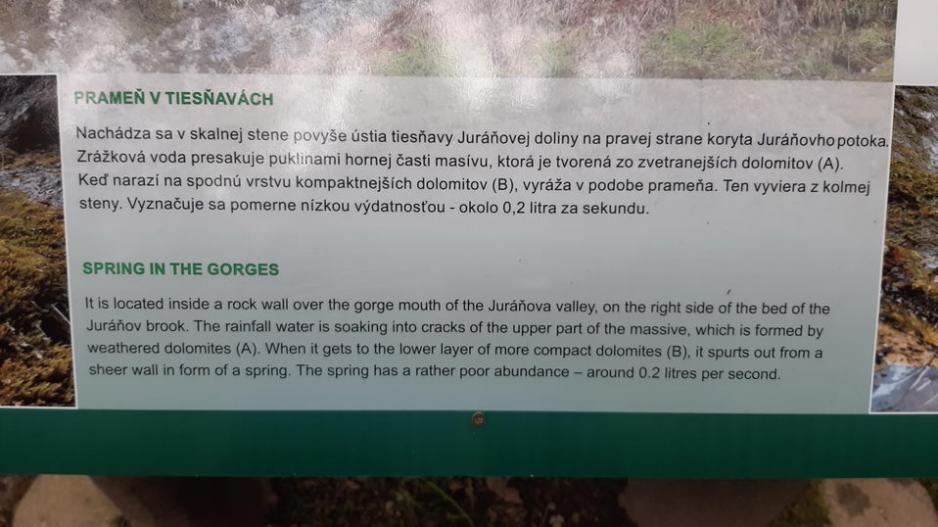 PRAMEŇ V TIESŇAVÁCH
Nachádza sa v skalnej stene povyše ústia tiesňavy Juráňovej doliny na pravej strane koryta Juráňovho potoka.
Zrážková voda presakuje puklinami hornej časti masívu, ktorá je tvorená zo zvetranejších dolomitov (A).
Keď narazí na spodnú vrstvu kompaktnejších dolomitov (B), vyráža v podobe prameňa. Ten vyviera z kolmej
steny. Vyznačuje sa pomerne nízkou výdatnosťou - okolo 0,2 litra za sekundu.
SPRING IN THE GORGES
It is located inside a rock wall over the gorge mouth of the Juráňova valley, on the right side of the bed of the
Juráňov brook. The rainfall water is soaking into cracks of the upper part of the massive, which is formed by
weathered dolomites (A). When it gets to the lower layer of more compact dolomites (B), it spurts out from a
sheer wall in form of a spring. The spring has a rather poor abundance – around 0.2 litres per second.